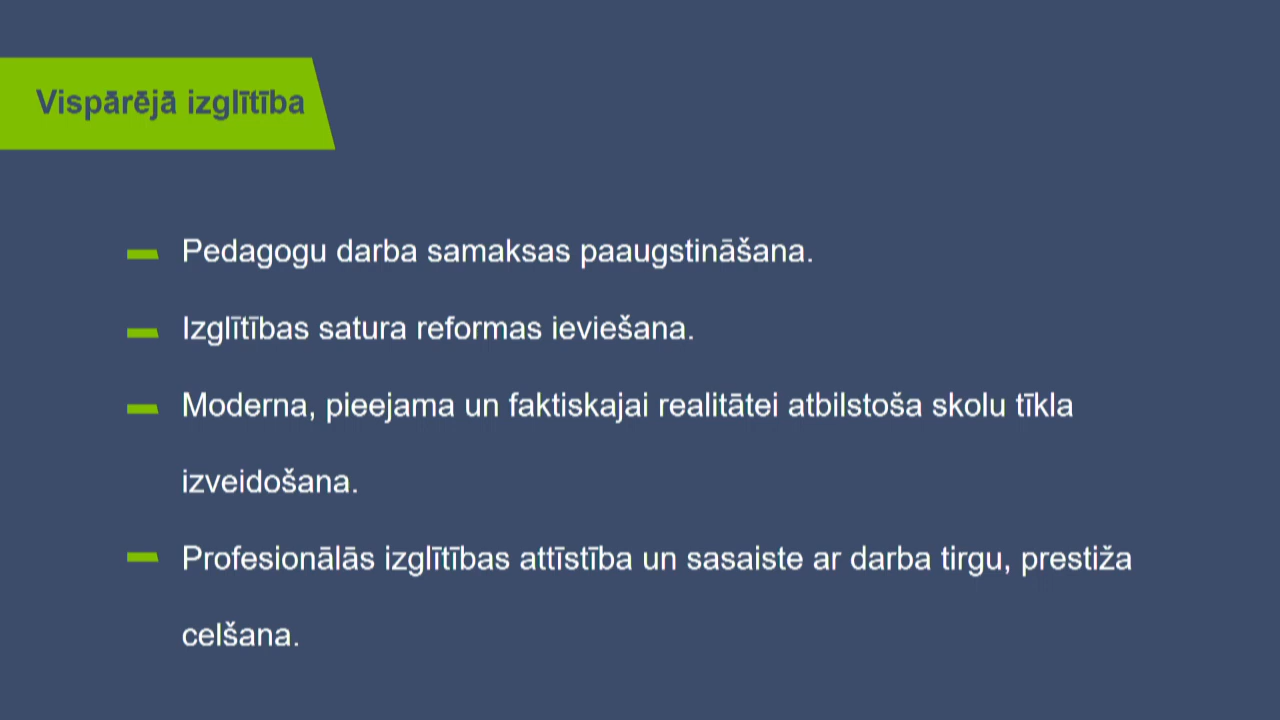 Vispārējā izglītība
Pedagogu darba samaksas paaugstināšana.
Izglītības satura reformas ieviešana.
Moderna, pieejama un faktiskajai realitātei atbilstoša skolu tīkla
izveidošana.
Profesionālās izglītības attīstība un sasaiste ar darba tirgu, prestiža
celšana.